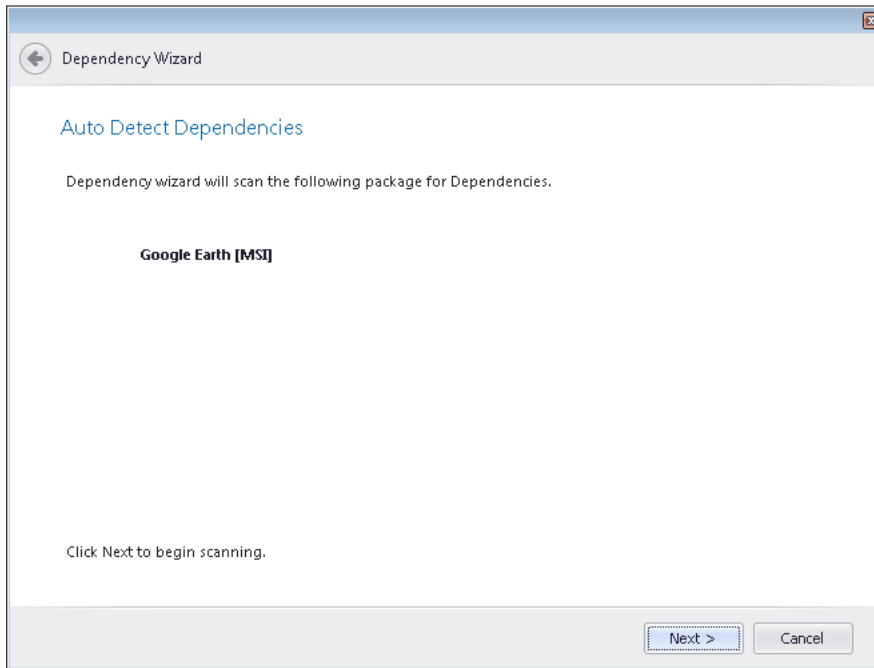 Dependency Wizard
Auto Detect Dependencies
Dependency wizard will scan the following package for Dependencies.
Google Earth [MSI]
Click Next to begin scanning.
Next >
Cancel